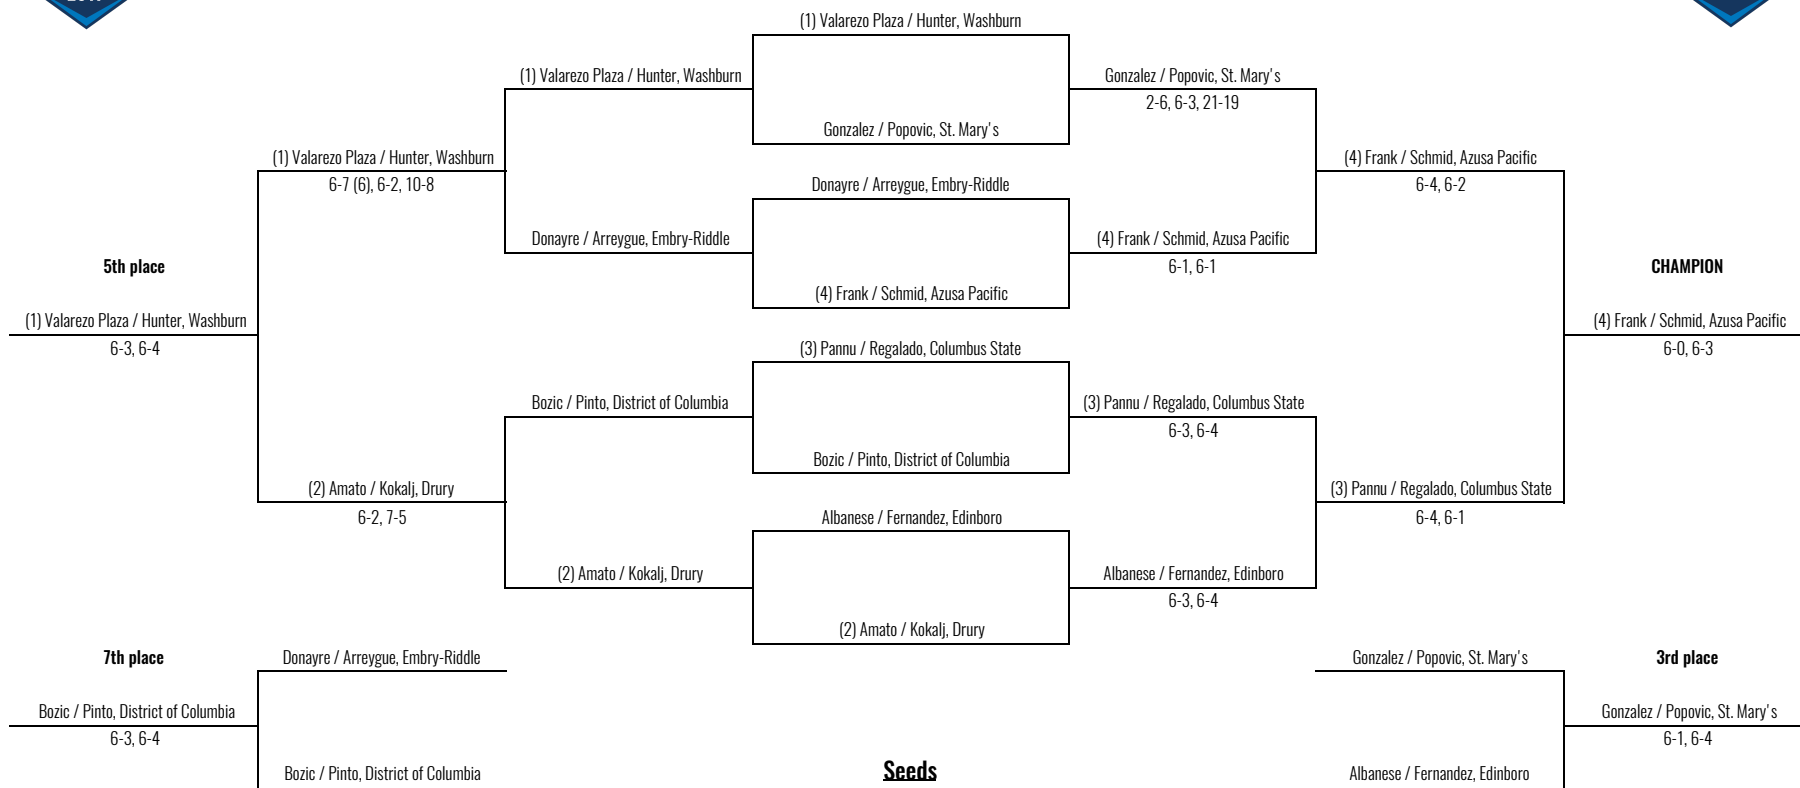 (1) Valarezo Plaza / Hunter, Washburn
(1) Valarezo Plaza / Hunter, Washburn
Gonzalez / Popovic, St. Mary's
2-6, 6-3, 21-19
Gonzalez / Popovic, St. Mary's
(1) Valarezo Plaza / Hunter, Washburn
6-7 (6), 6-2, 10-8
(4) Frank / Schmid, Azusa Pacific
6-4, 6-2
Donayre / Arreygue, Embry-Riddle
Donayre / Arreygue, Embry-Riddle
(4) Frank / Schmid, Azusa Pacific
6-1, 6-1
5th place
CHAMPION
(4) Frank / Schmid, Azusa Pacific
(1) Valarezo Plaza / Hunter, Washburn
6-3, 6-4
(4) Frank / Schmid, Azusa Pacific
6-0, 6-3
(3) Pannu / Regalado, Columbus State
Bozic / Pinto, District of Columbia
(3) Pannu / Regalado, Columbus State
6-3, 6-4
Bozic / Pinto, District of Columbia
(2) Amato / Kokalj, Drury
6-2, 7-5
(3) Pannu / Regalado, Columbus State
6-4, 6-1
Albanese / Fernandez, Edinboro
(2) Amato / Kokalj, Drury
Albanese / Fernandez, Edinboro
6-3, 6-4
(2) Amato / Kokalj, Drury
7th place
Donayre / Arreygue, Embry-Riddle
Gonzalez / Popovic, St. Mary's
3rd place
Bozic / Pinto, District of Columbia
6-3, 6-4
Gonzalez / Popovic, St. Mary's
6-1, 6-4
Bozic / Pinto, District of Columbia
Seeds
Albanese / Fernandez, Edinboro